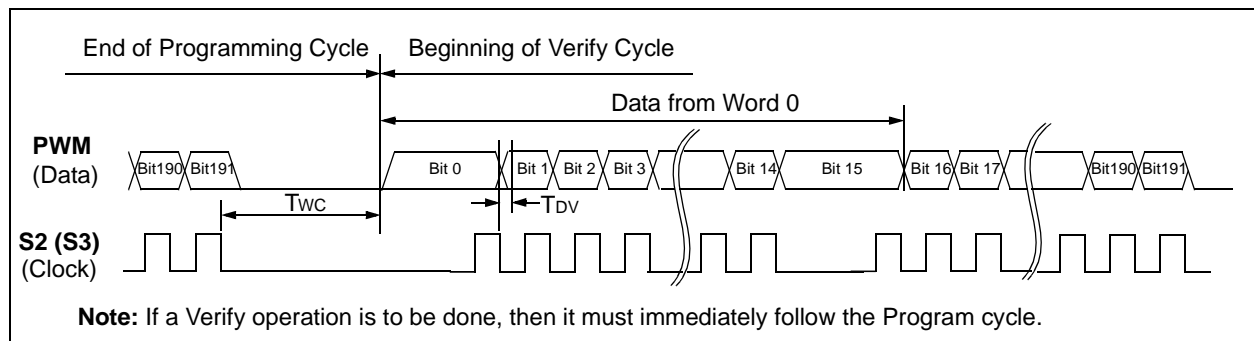 End of Programming Cycle Beginning of Verify Cycle
Data from Word 0
PWM
(Data)
Bit190 Bit191 Bit 0 Bit 1 Bit 2 Bit 3 Bit 14 Bit 15 Bit 16 Bit 17 Bit190 Bit191
TWC TDV
S2 (S3)
(Clock)
Note: If a Verify operation is to be done, then it must immediately follow the Program cycle.